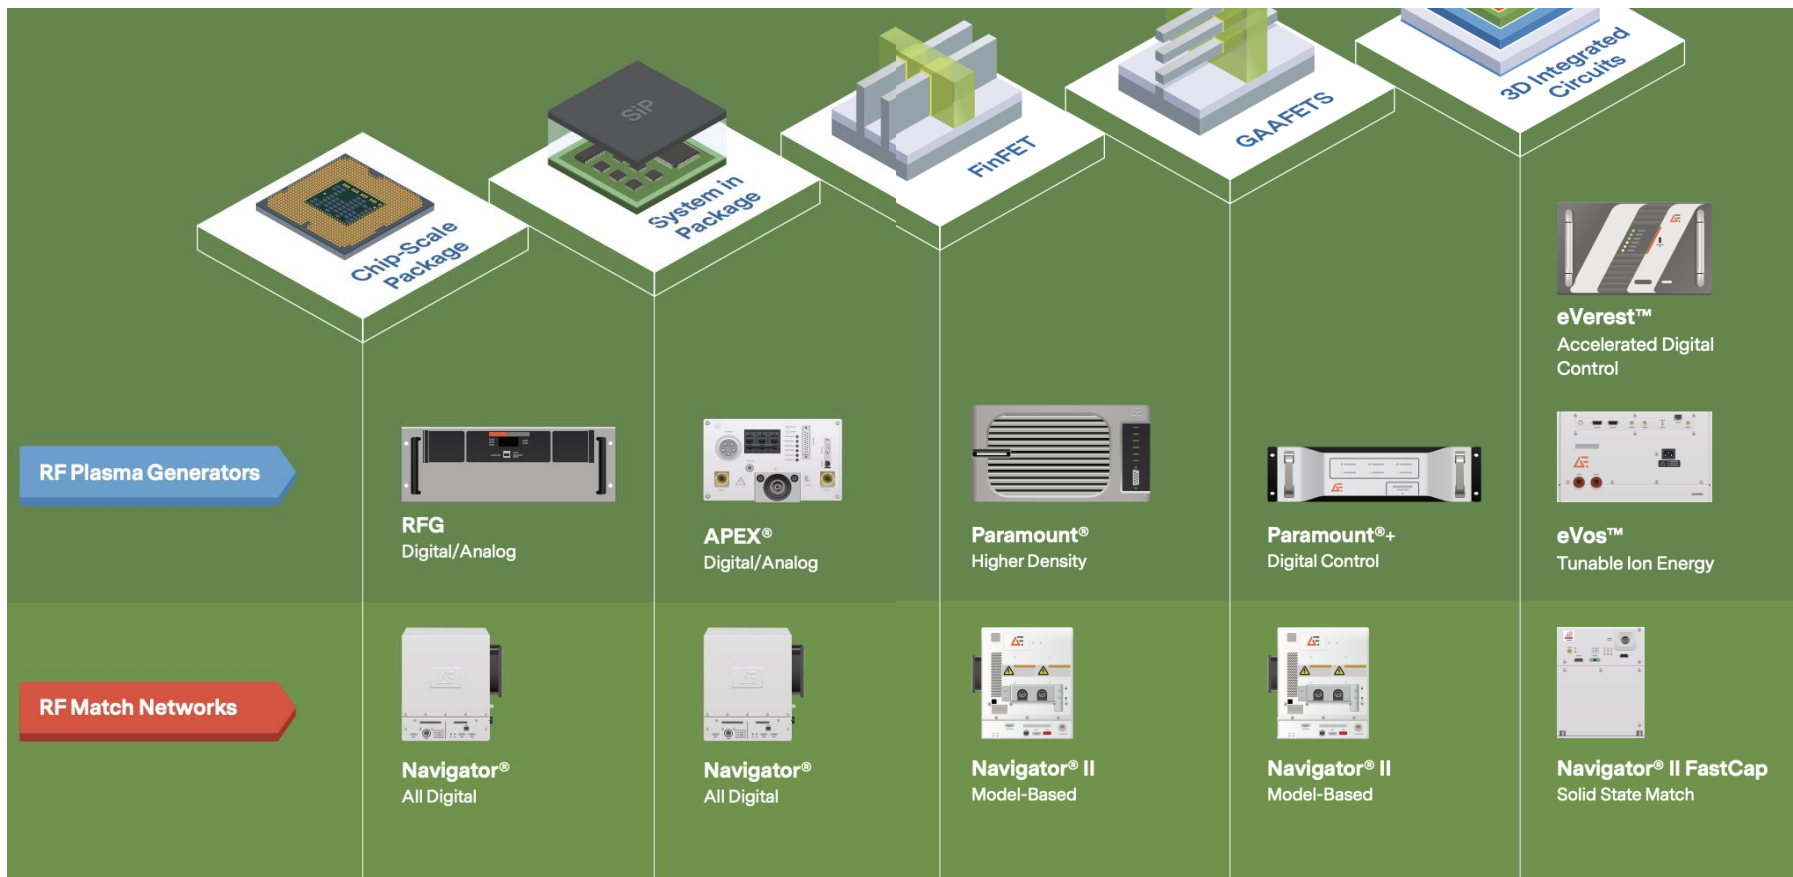 SiP
Chip-Scale
Package
System in
Package
FinFET
GAAFETS
3D Integrated
Circuits
eVerest™
Accelerated Digital
Control
RF Plasma Generators
RFG
Digital/Analog
APEX®
Digital/Analog
Paramount®
Higher Density
Paramount®+
Digital Control
eVos™
Tunable Ion Energy
RF Match Networks
Navigator®
All Digital
Navigator®
All Digital
Navigator® II
Model-Based
Navigator® II
Model-Based
Navigator® II FastCap
Solid State Match